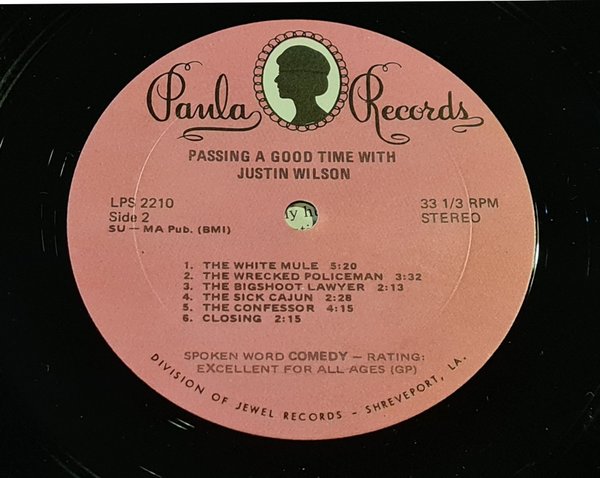 Paula Records
PASSING A GOOD TIME WITH
JUSTIN WILSON
LPS 2210
Side 2
SU — MA Pub. (BMI)
33 1/3 RPM
STEREO
1. THE WHITE MULE 5:20
2. THE WRECKED POLICEMAN 3:32
3. THE BIGSHOOT LAWYER 2:13
4. THE SICK CAJUN 2:28
5. THE CONFESSOR 4:15
6. CLOSING 2:15
SPOKEN WORD COMEDY — RATING:
EXCELLENT FOR ALL AGES (GP)
DIVISION OF JEWEL RECORDS - SHREVEPORT, LA.